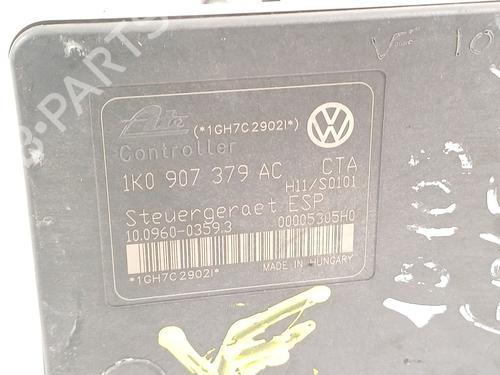 Ate (*1GH7C2902I*)
Controller
1K0 907 379 AC CTA
H11/S0101
Steuergeraet ESP
10.0960-0359.3 00005305H0
*1GH7C2902I* MADE IN HUNGARY
B-PARTS